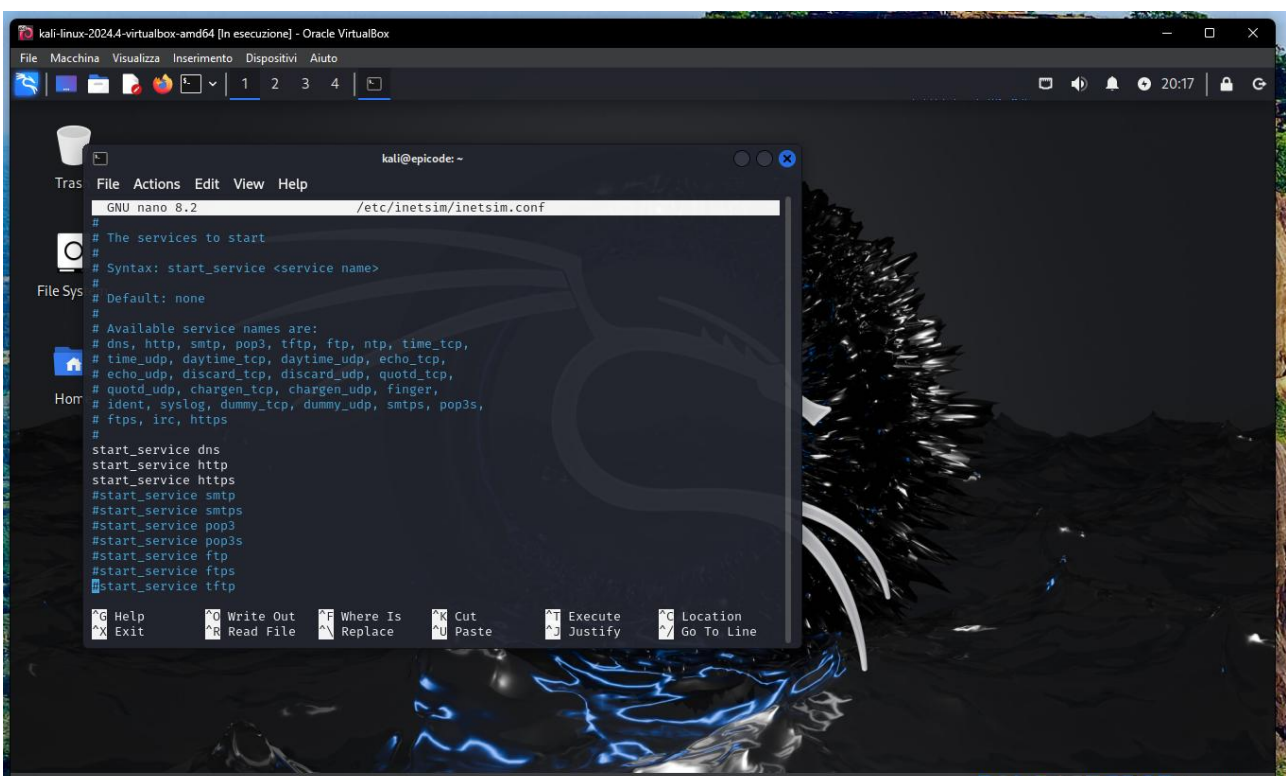 kali-linux-2024.4-virtualbox-amd64 [In esecuzione] - Oracle VirtualBox
File Macchina Visualizza Inserimento Dispositivi Aiuto
1 2 3 4 20:17
kali@epicode: ~
Tras
File Actions Edit View Help
GNU nano 8.2 /etc/inetsim/inetsim.conf
#
# The services to start
#
# Syntax: start_service <service name>
#
File Sys
# Default: none
#
# Available service names are:
# dns, http, smtp, pop3, tftp, ftp, ntp, time_tcp,
# time_udp, daytime_tcp, daytime_udp, echo_tcp,
# echo_udp, discard_tcp, discard_udp, quotd_tcp,
# quotd_udp, chargen_tcp, chargen_udp, finger,
Hom
# ident, syslog, dummy_tcp, dummy_udp, smtps, pop3s,
# ftps, irc, https
#
start_service dns
start_service http
start_service https
#start_service smtp
#start_service smtps
#start_service pop3
#start_service pop3s
#start_service ftp
#start_service ftps
#start_service tftp
^G Help ^O Write Out ^F Where Is ^K Cut ^T Execute ^C Location
^X Exit ^R Read File ^\ Replace ^U Paste ^J Justify ^/ Go To Line